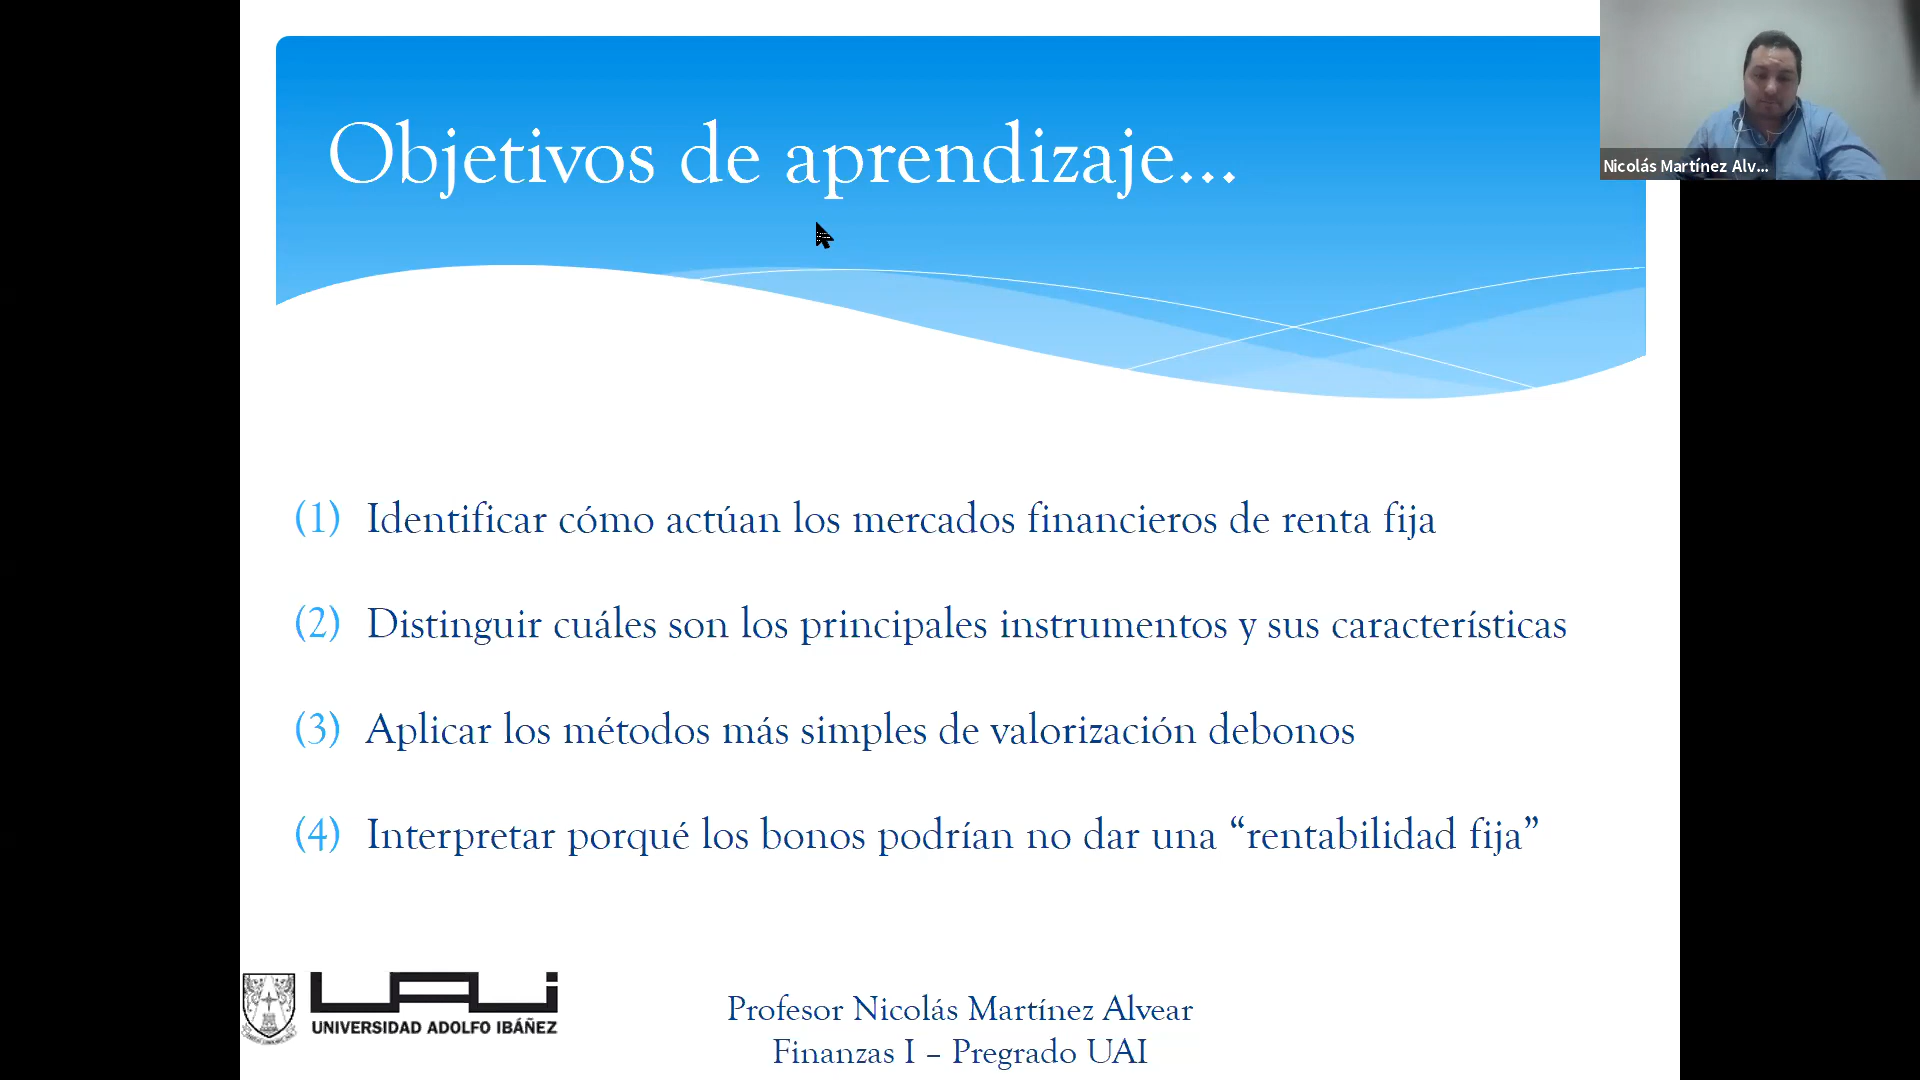 Objetivos de aprendizaje...
Nicolás Martínez Alv...
(1) Identificar cómo actúan los mercados financieros de renta fija
(2) Distinguir cuáles son los principales instrumentos y sus características
(3) Aplicar los métodos más simples de valorización debonos
(4) Interpretar porqué los bonos podrían no dar una “rentabilidad fija”
UAi
UNIVERSIDAD ADOLFO IBÁÑEZ
Profesor Nicolás Martínez Alvear
Finanzas I – Pregrado UAI